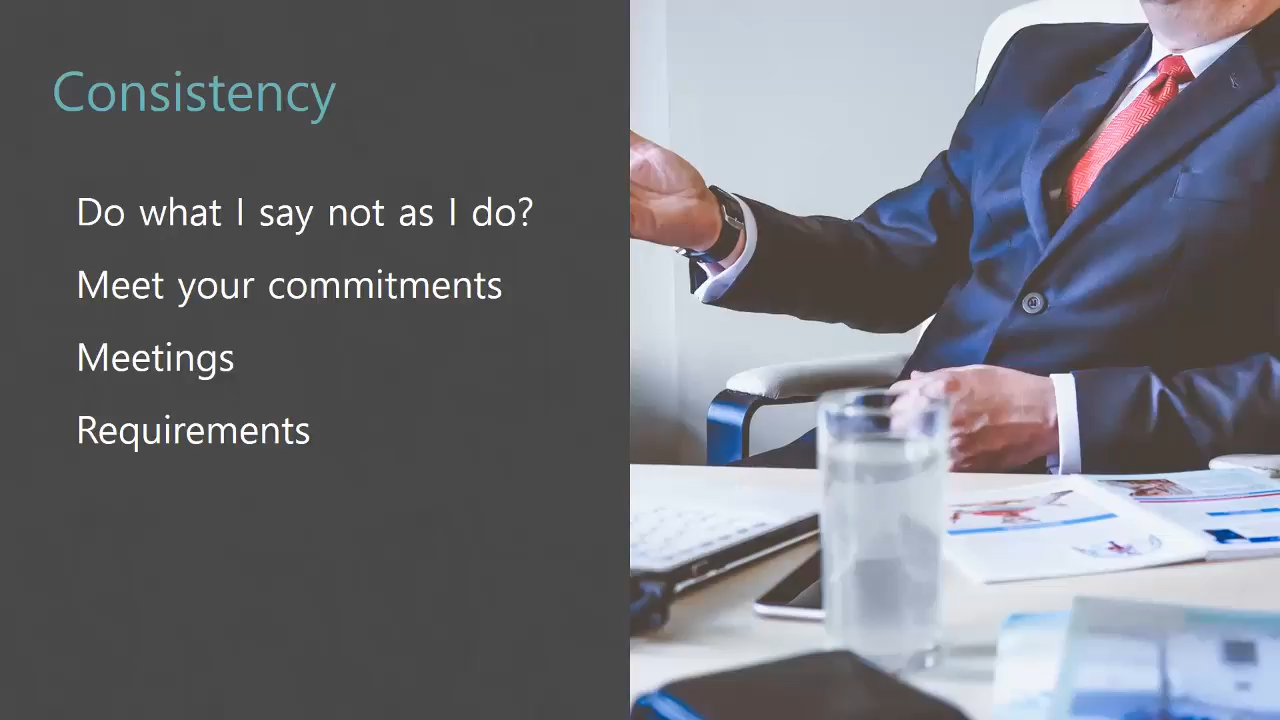 Consistency
Do what I say not as I do?
Meet your commitments
Meetings
Requirements